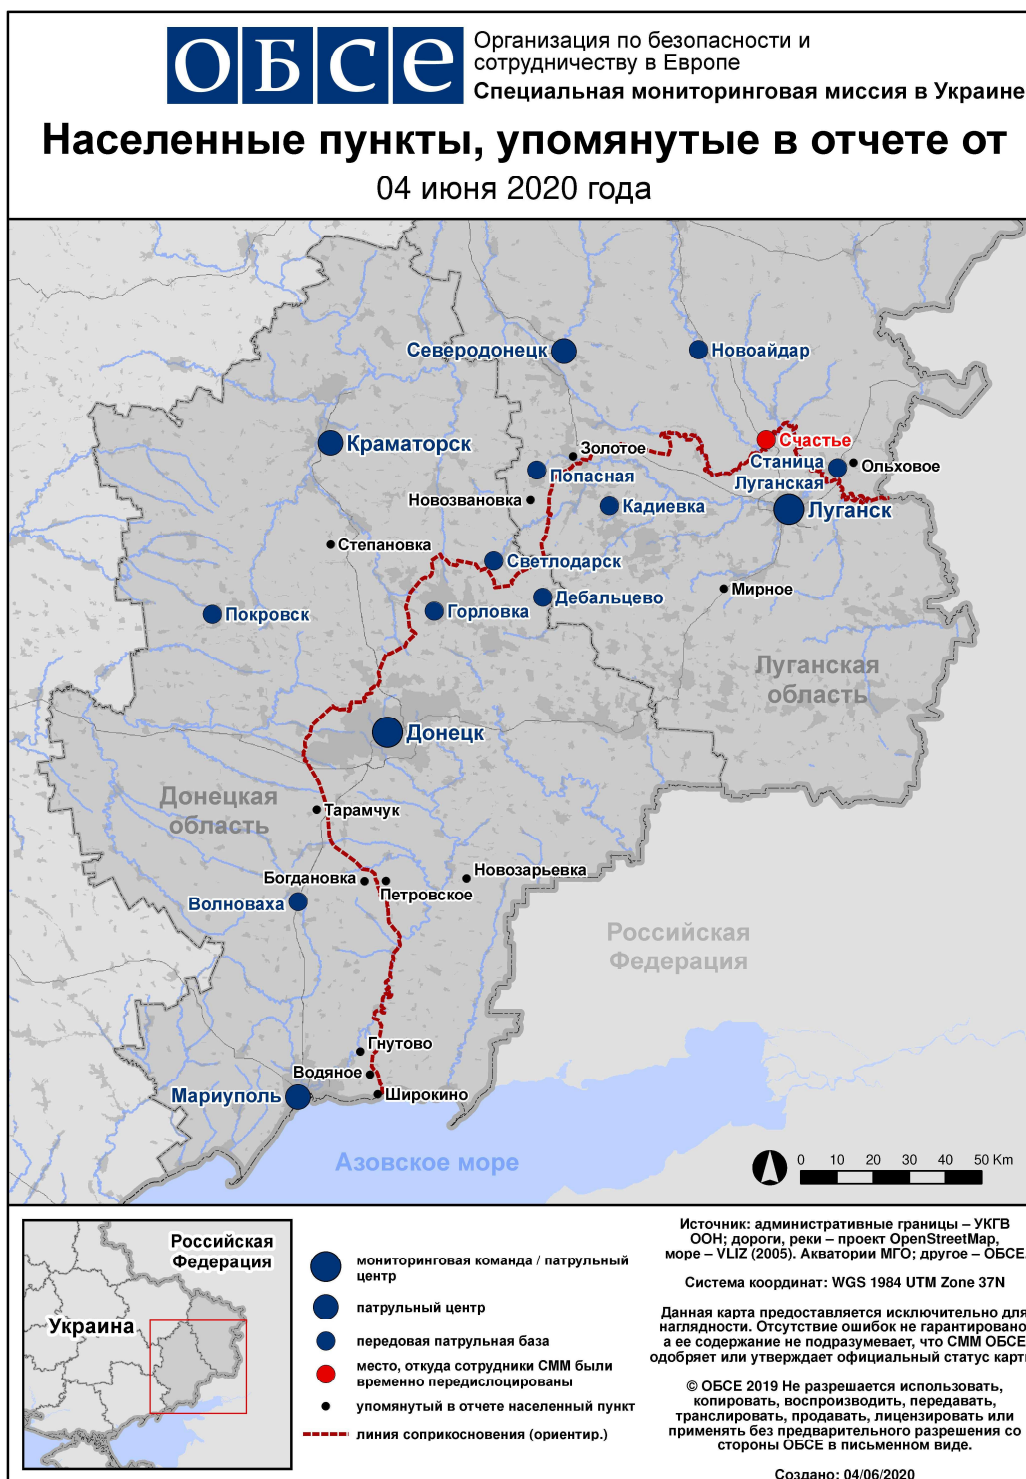 ОБСЕ
Организация по безопасности и
сотрудничеству в Европе
Специальная мониторинговая миссия в Украине
Населенные пункты, упомянутые в отчете от
04 июня 2020 года
Северодонецк
Новоайдар
Краматорск
Счастье
Золотое
Станица
Луганская
Ольховое
Попасная
Новозвановка
Кадиевка
Луганск
Степановка
Светлодарск
Мирное
Дебальцево
Покровск
Горловка
Луганская
область
Донецк
Донецкая
область
Тарамчук
Новозарьевка
Богдановка
Петровское
Волноваха
Российская
Федерация
Гнутово
Водяное
Мариуполь
Широкино
Азовское море
0 10 20 30 40 50 Km
Российская
Федерация
Украина
мониторинговая команда / патрульный
центр
патрульный центр
передовая патрульная база
место, откуда сотрудники СММ были
временно передислоцированы
упомянутый в отчете населенный пункт
линия соприкосновения (ориентир.)
Источник: административные границы – УКГВ
ООН; дороги, реки – проект OpenStreetMap,
море – VLIZ (2005). Акватории МГО; другое – ОБСЕ.
Система координат: WGS 1984 UTM Zone 37N
Данная карта предоставляется исключительно для
наглядности. Отсутствие ошибок не гарантировано,
а ее содержание не подразумевает, что СММ ОБСЕ
одобряет или утверждает официальный статус
© ОБСЕ 2019 Не разрешается использовать,
копировать, воспроизводить, передавать,
транслировать, продавать, лицензировать или
применять без предварительного разрешения со
стороны ОБСЕ в письменном виде.
Создано: 04/06/2020